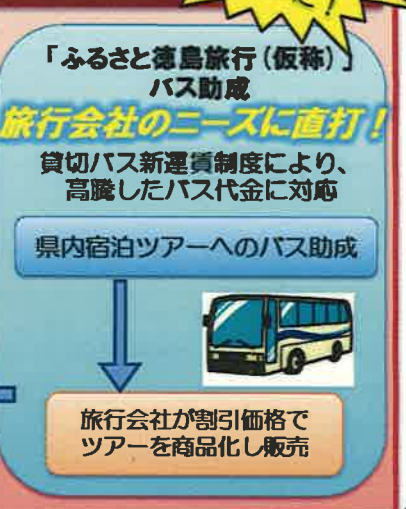 「ふるさと徳島旅行(仮称)」
バス助成
旅行会社のニーズに直打!
貸切バス新運賃制度により、
高騰したバス代金に対応
県内宿泊ツアーへのバス助成
旅行会社が割引価格で
ツアーを商品化し販売